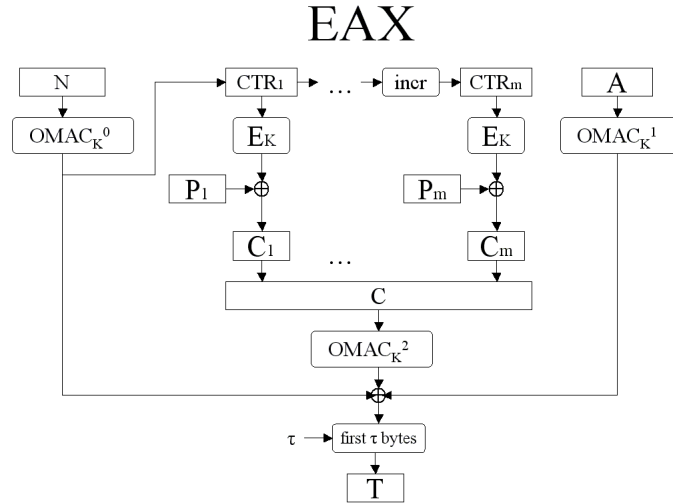 EAX
N CTR1 … incr CTRm A
OMACK0 EK EK OMACK1
P1 Pm
C1 … Cm
C
OMACK2
τ first τ bytes
T